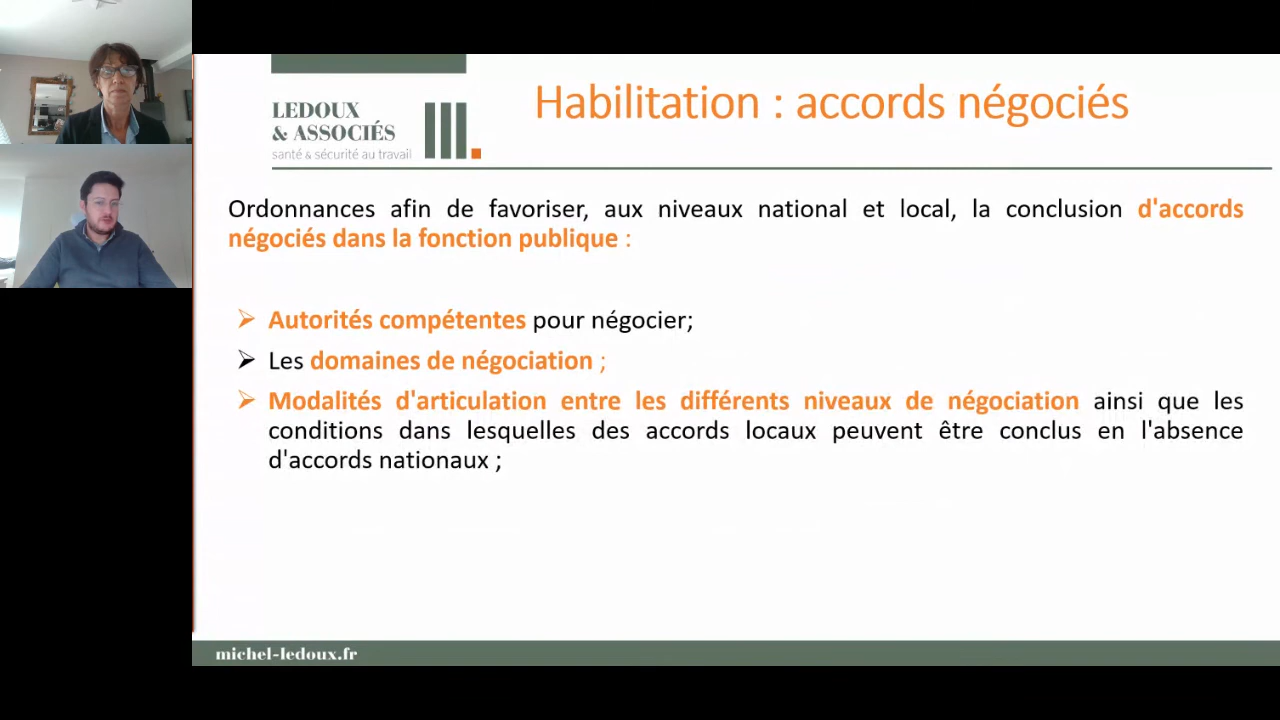 LEDOUX
& ASSOCIÉS
santé & sécurité au travail
Habilitation : accords négociés
Ordonnances afin de favoriser, aux niveaux national et local, la conclusion d'accords
négociés dans la fonction publique :
Autorités compétentes pour négocier;
Les domaines de négociation ;
Modalités d'articulation entre les différents niveaux de négociation ainsi que les
conditions dans lesquelles des accords locaux peuvent être conclus en l'absence
d'accords nationaux ;
michel-ledoux.fr